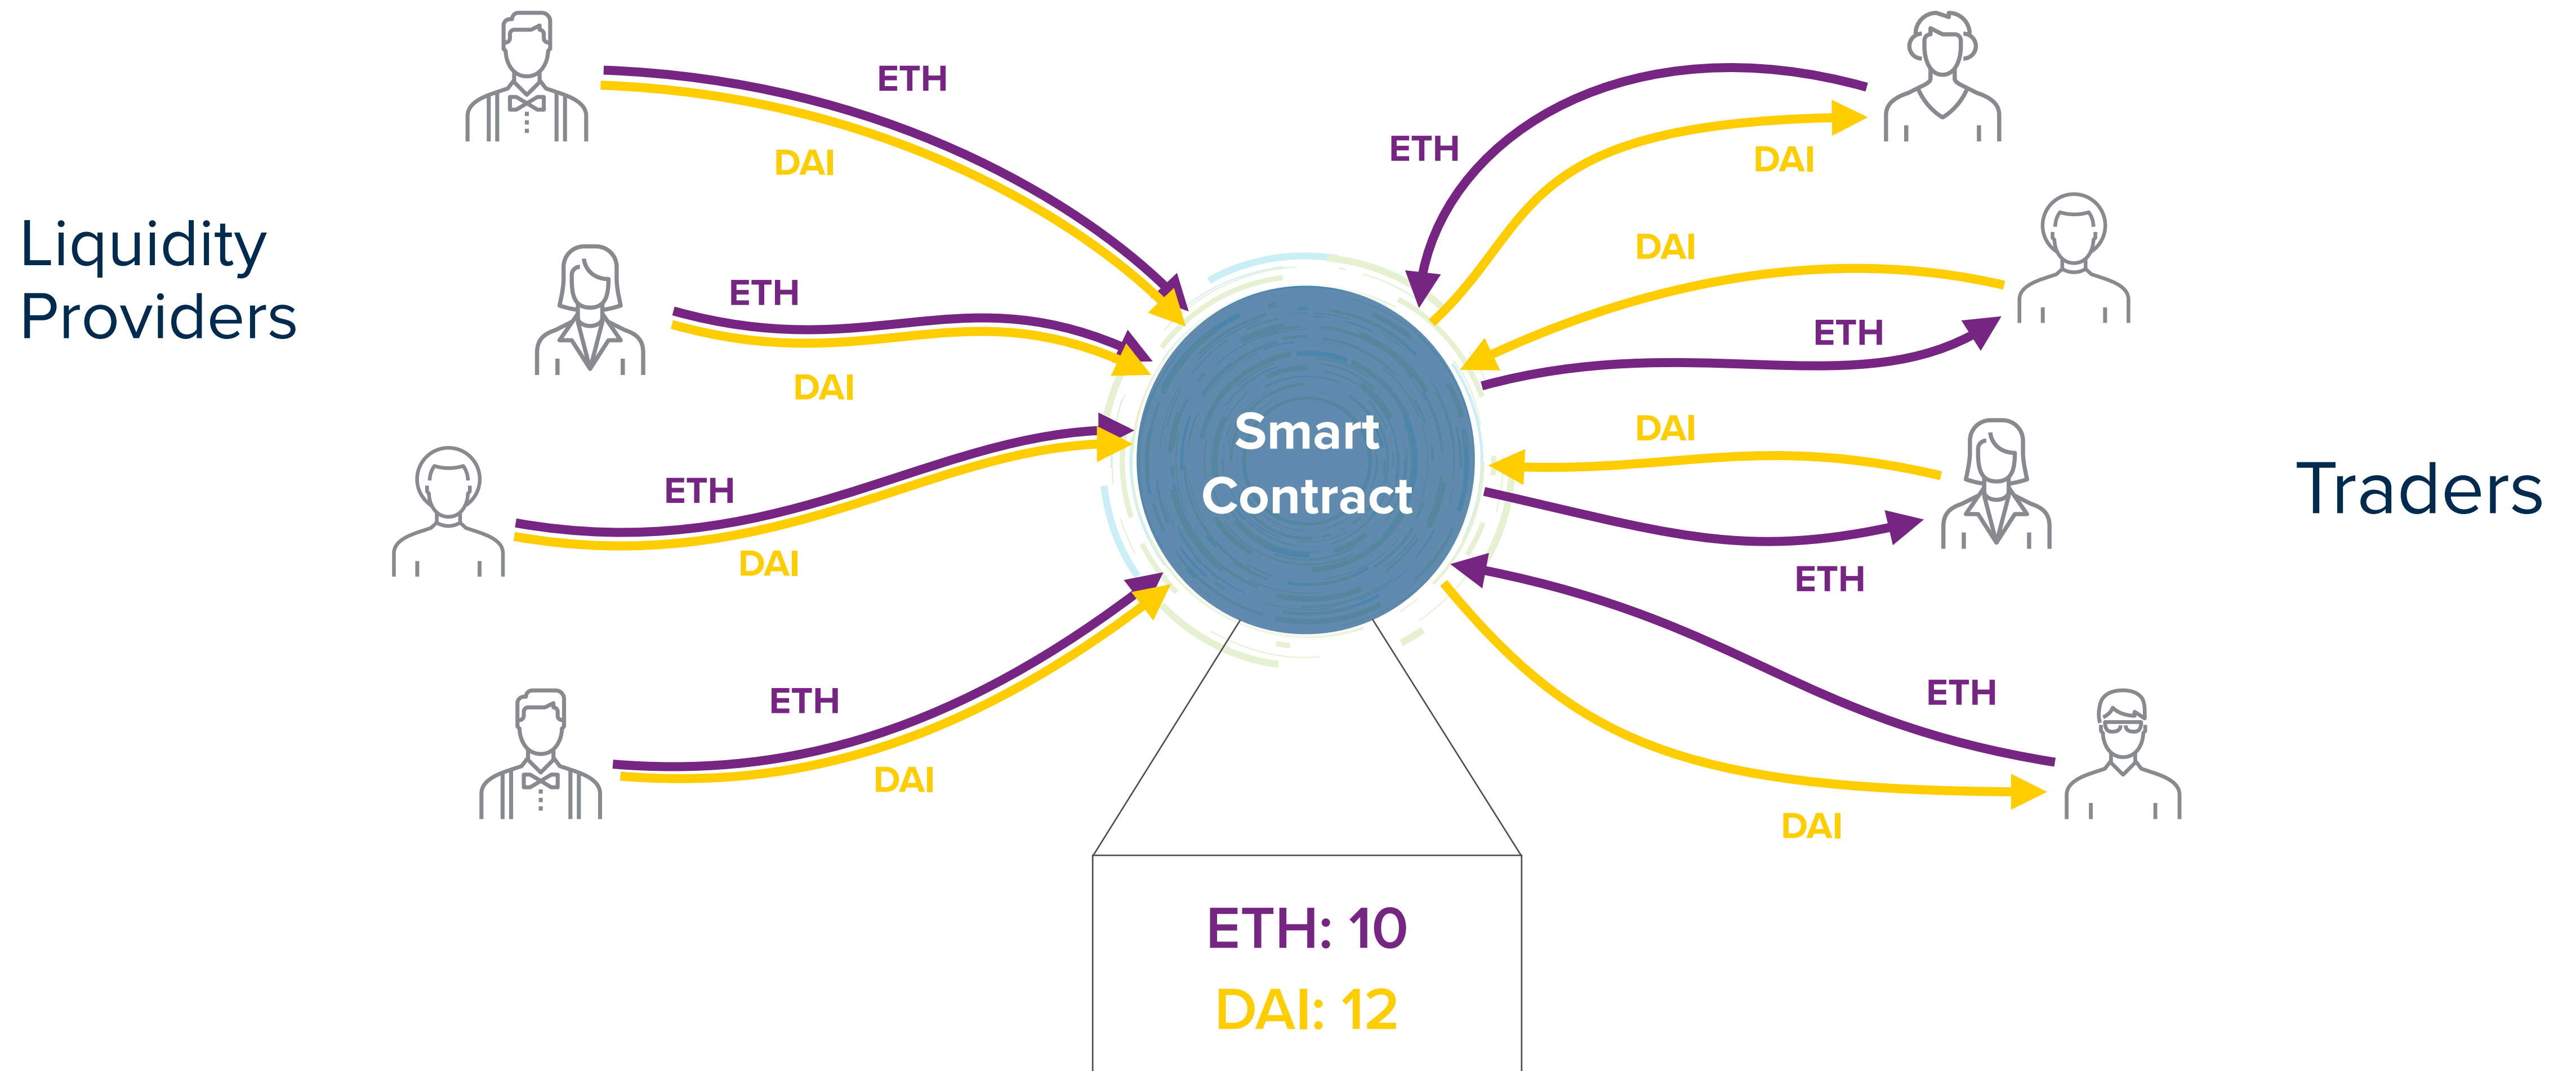 Liquidity
Providers
ETH
DAI
ETH
DAI
ETH
DAI
ETH
DAI
Smart
Contract
ETH: 10
DAI: 12
ETH
DAI
DAI
ETH
DAI
ETH
ETH
DAI
Traders